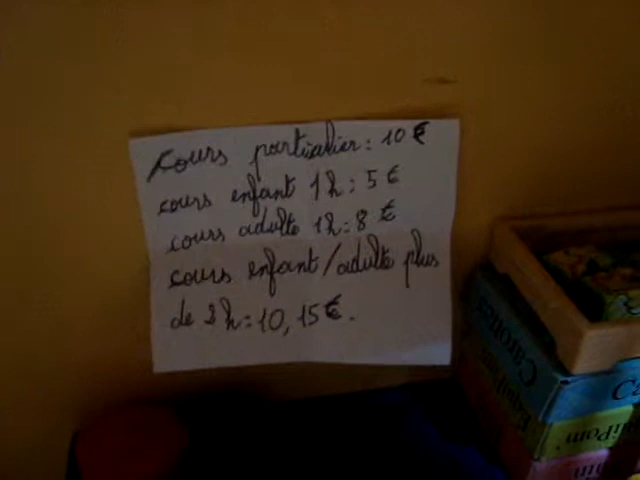 Cours particulier : 10 €
cours enfant 1h : 5 €
cours adulte 1h : 8 €
cours enfant/adulte plus
de 2h = 10, 15 €.
Carottes